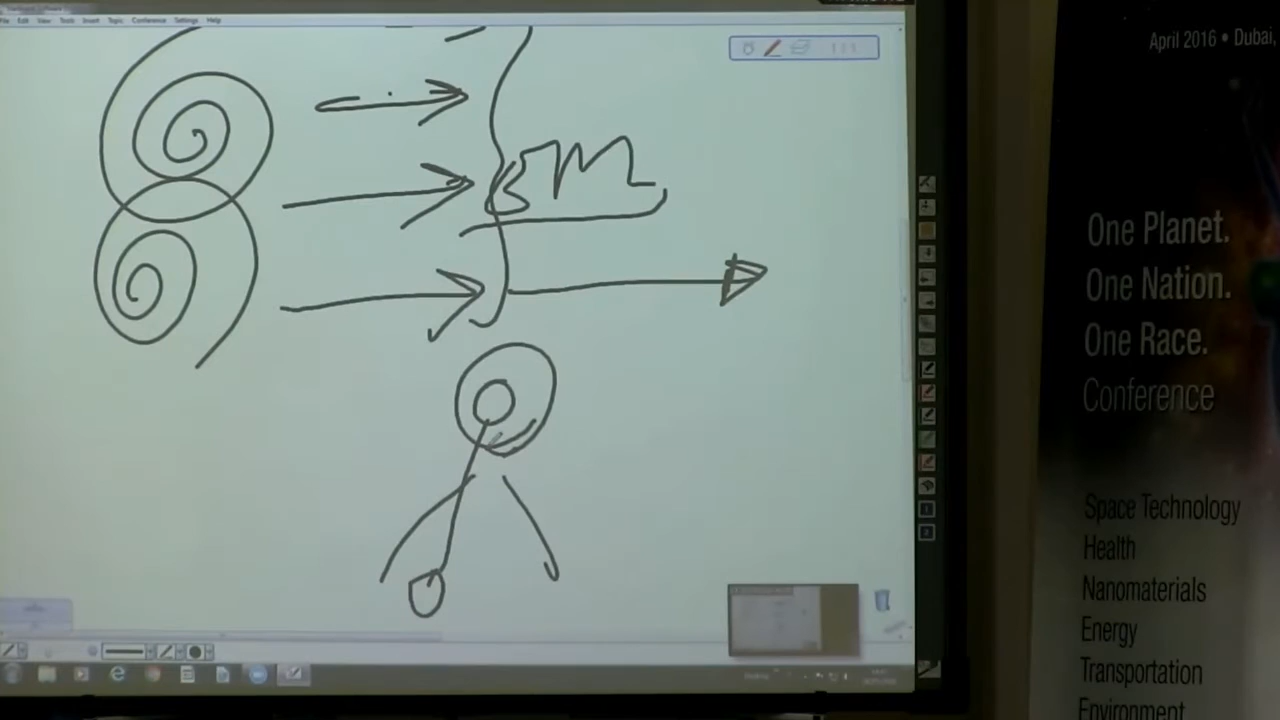 File Edit View Tools Insert Topic Conference Settings Help
BM
April 2016 • Dubai,
One Planet.
One Nation.
One Race.
Conference
Space Technology
Health
Nanomaterials
Energy
Transportation
Environment